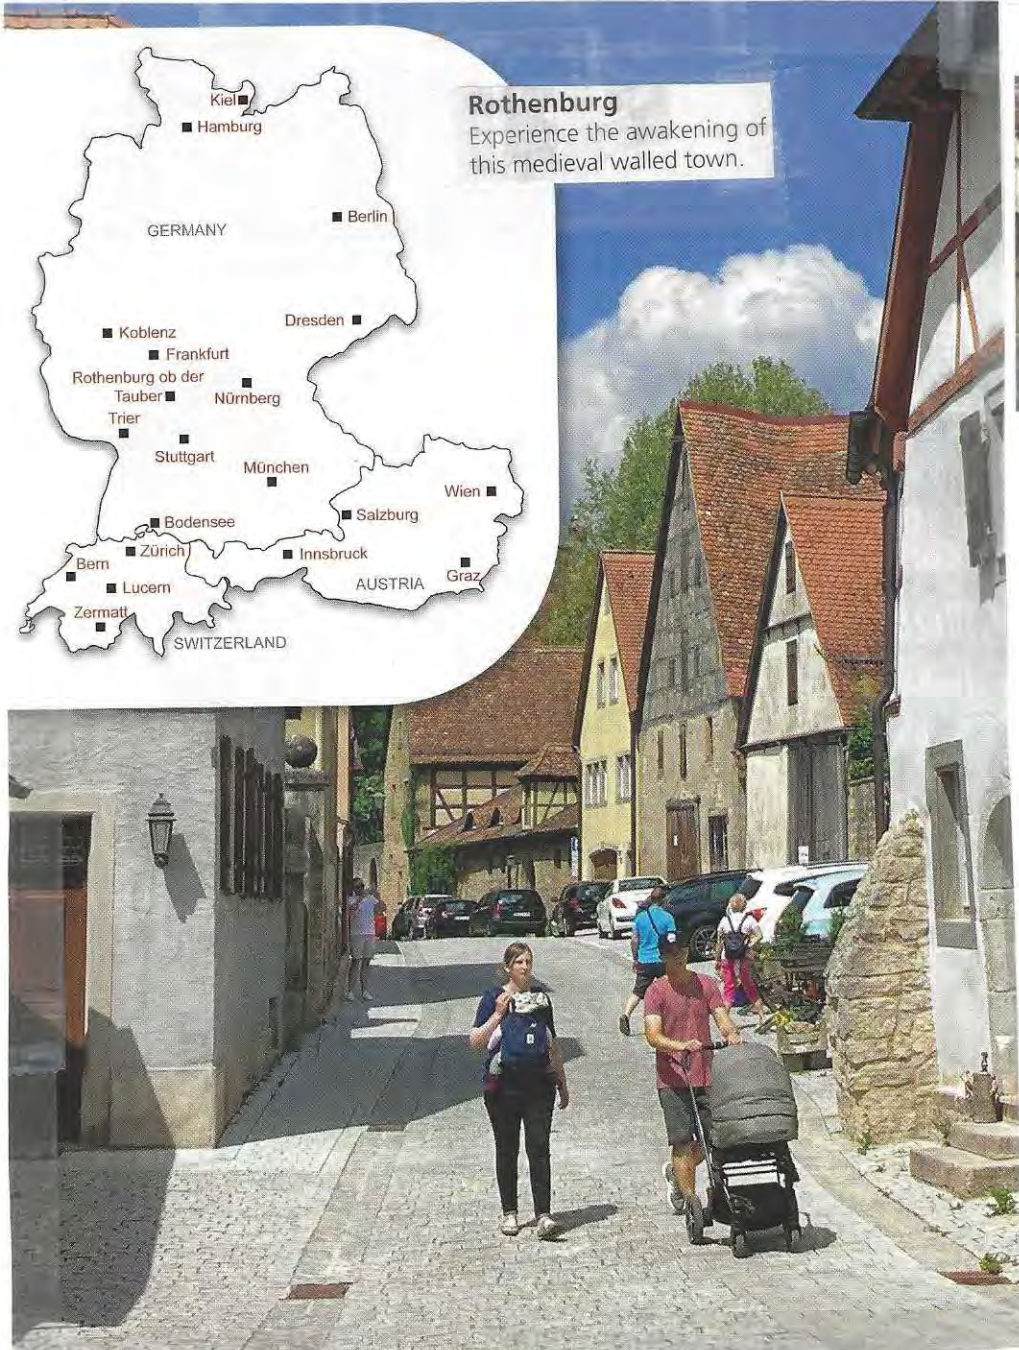 Rothenburg
Experience the awakening of
this medieval walled town.
Kiel
Hamburg
Berlin
GERMANY
Dresden
Koblenz
Frankfurt
Rothenburg ob der
Tauber
Nürnberg
Trier
Stuttgart
München
Wien
Salzburg
Bodensee
Zürich
Innsbruck
Bern
Graz
AUSTRIA
Lucern
Zermatt
SWITZERLAND